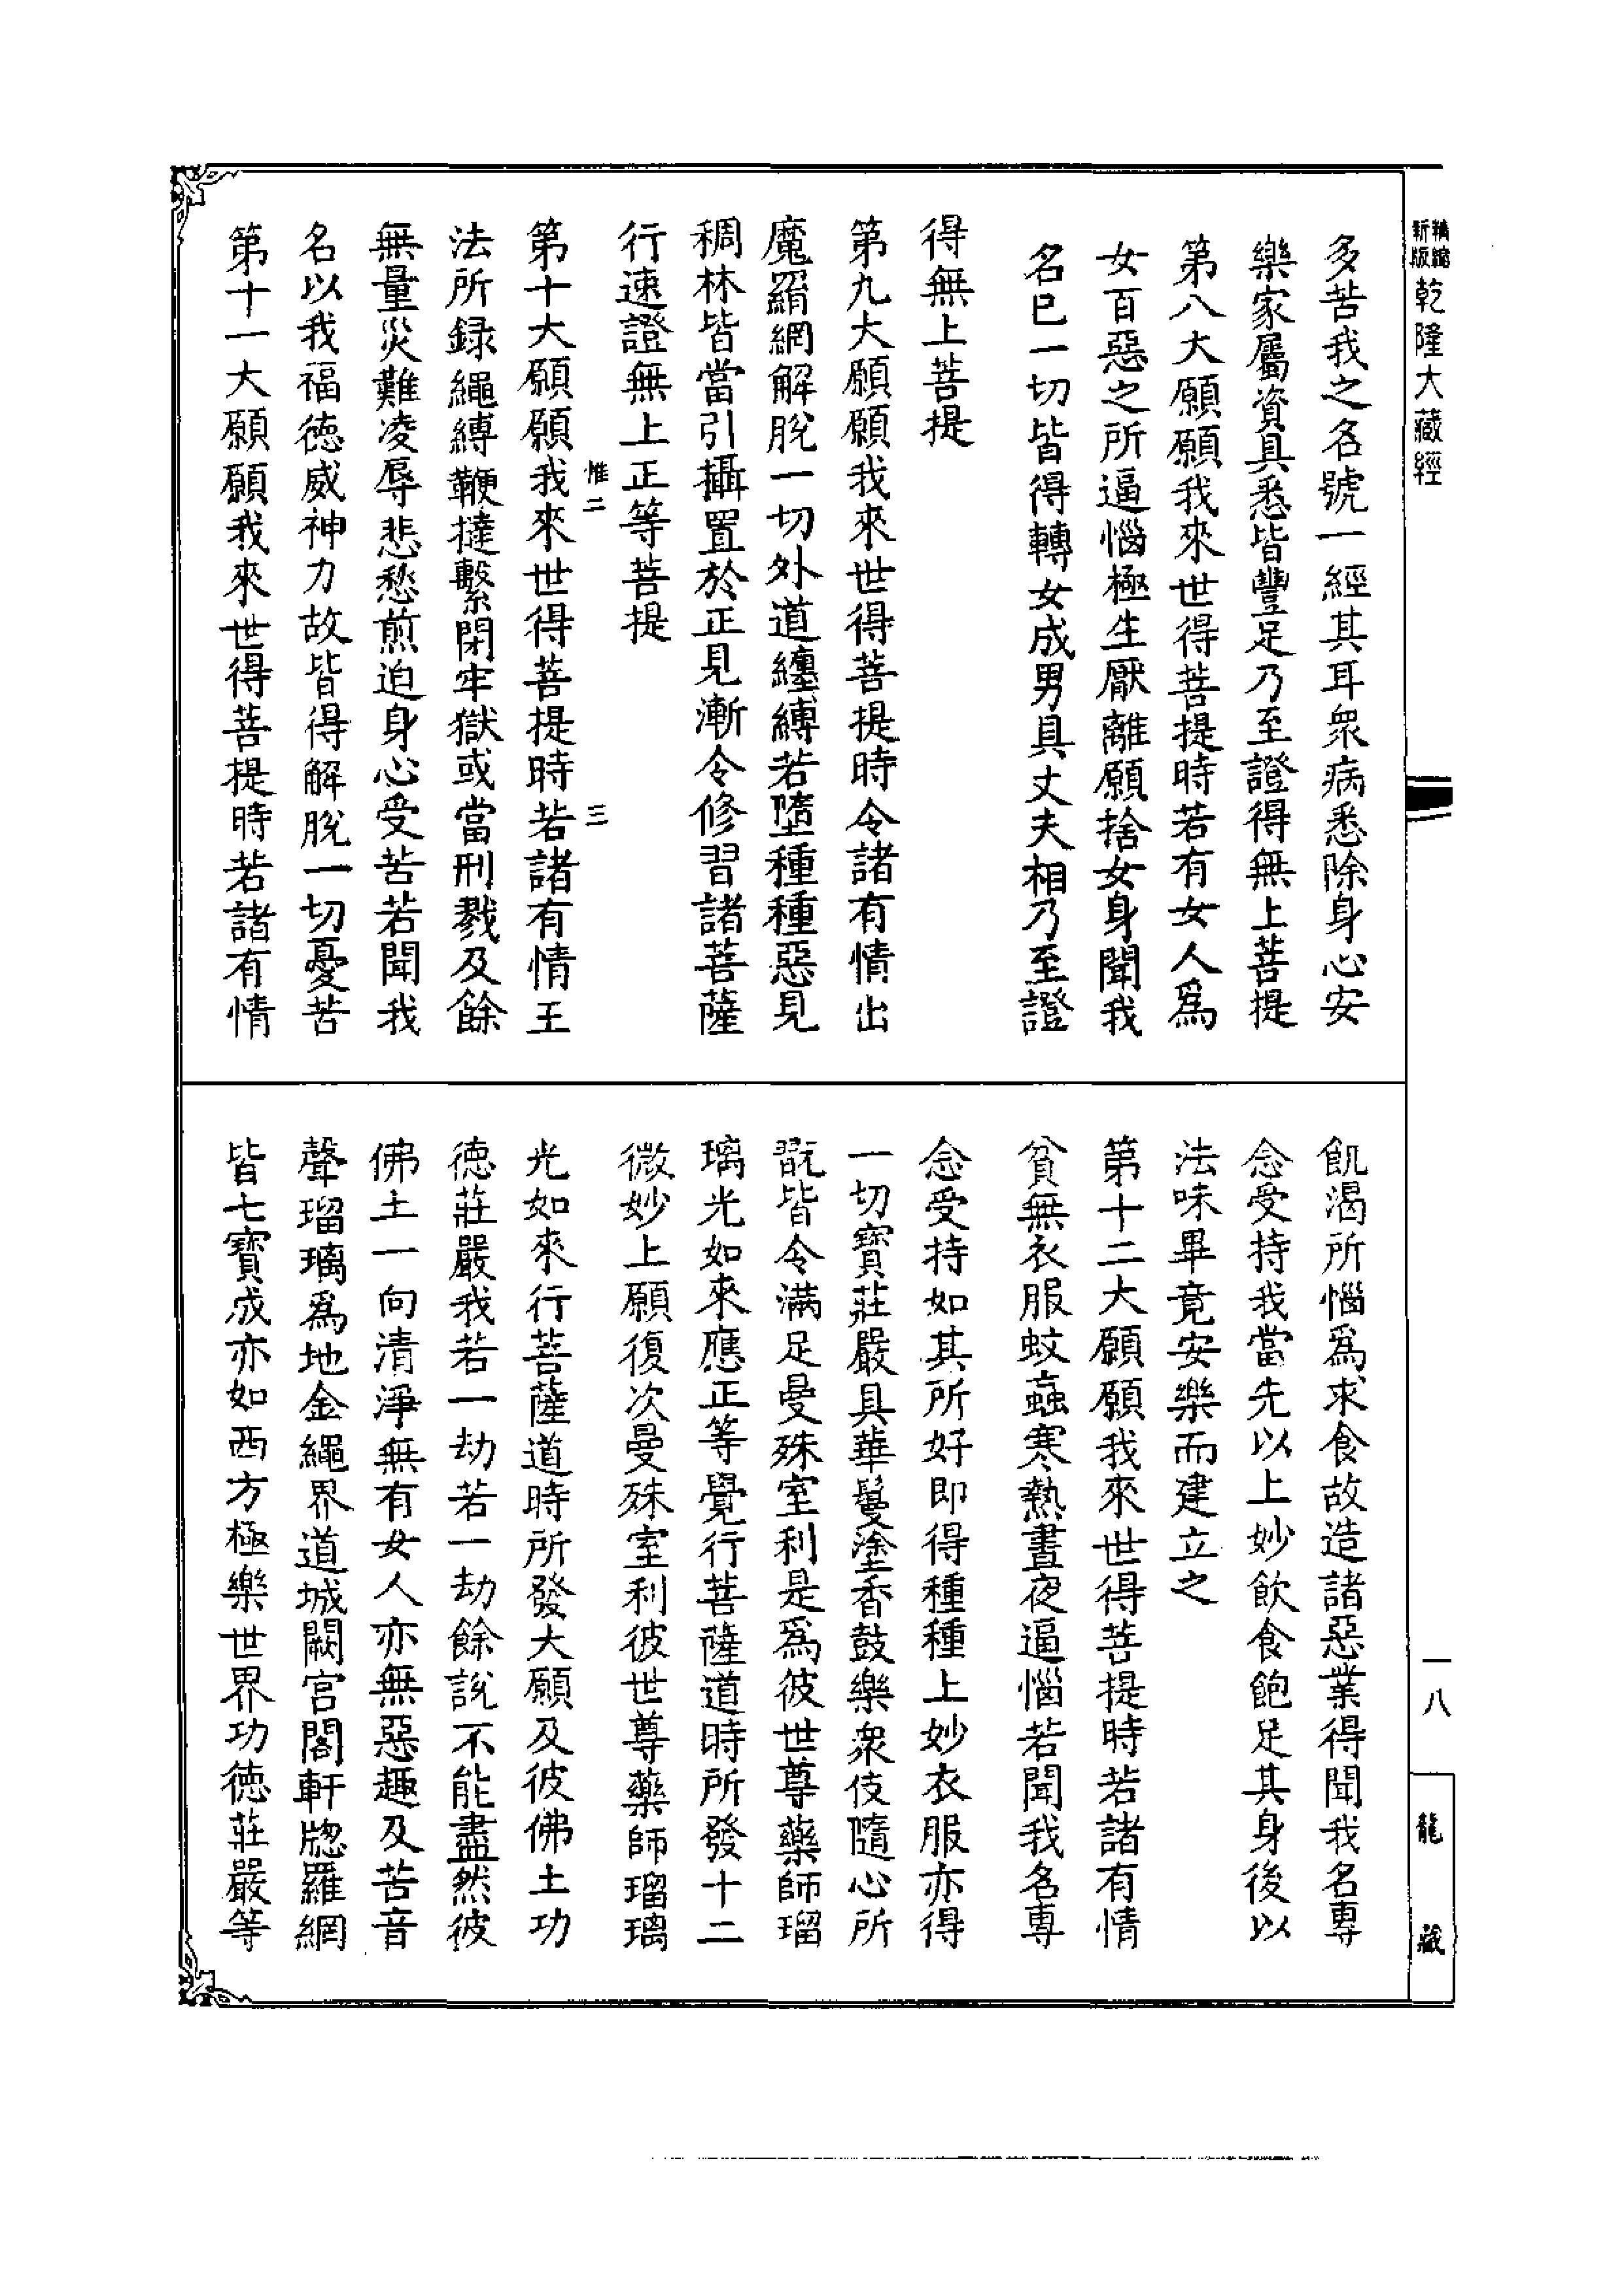 精縮
新版
乾隆大藏經
一八
龍藏
多苦我之名號一經其耳衆病悉除身心安
樂家屬資具悉皆豐足乃至證得無上菩提
第八大願願我來世得菩提時若有女人爲
女百惡之所逼惱極生厭離願捨女身聞我
名已一切皆得轉女成男具丈夫相乃至證
得無上菩提
第九大願願我來世得菩提時令諸有情出
魔羂網解脫一切外道纏縛若墮種種惡見
稠林皆當引攝置於正見漸令修習諸菩薩
行速證無上正等菩提
惟二 三
第十大願願我來世得菩提時若諸有情王
法所録繩縛鞭撻繫閉牢獄或當刑戮及餘
無量災難凌辱悲愁煎迫身心受苦若聞我
名以我福德威神力故皆得解脫一切憂苦
第十一大願願我來世得菩提時若諸有情
飢渴所惱爲求食故造諸惡業得聞我名專
念受持我當先以上妙飲食飽足其身後以
法味畢竟安樂而建立之
第十二大願願我來世得菩提時若諸有情
貧無衣服蚊蝱寒熱晝夜逼惱若聞我名專
念受持如其所好即得種種上妙衣服亦得
一切寶莊嚴具華鬘塗香鼓樂衆伎隨心所
翫皆令滿足曼殊室利是爲彼世尊藥師瑠
璃光如來應正等覺行菩薩道時所發十二
微妙上願復次曼殊室利彼世尊藥師瑠璃
光如來行菩薩道時所發大願及彼佛土功
德莊嚴我若一劫若一劫餘說不能盡然彼
佛土一向清淨無有女人亦無惡趣及苦音
聲瑠璃爲地金繩界道城闕宮閣軒牕羅網
皆七寶成亦如西方極樂世界功德莊嚴等